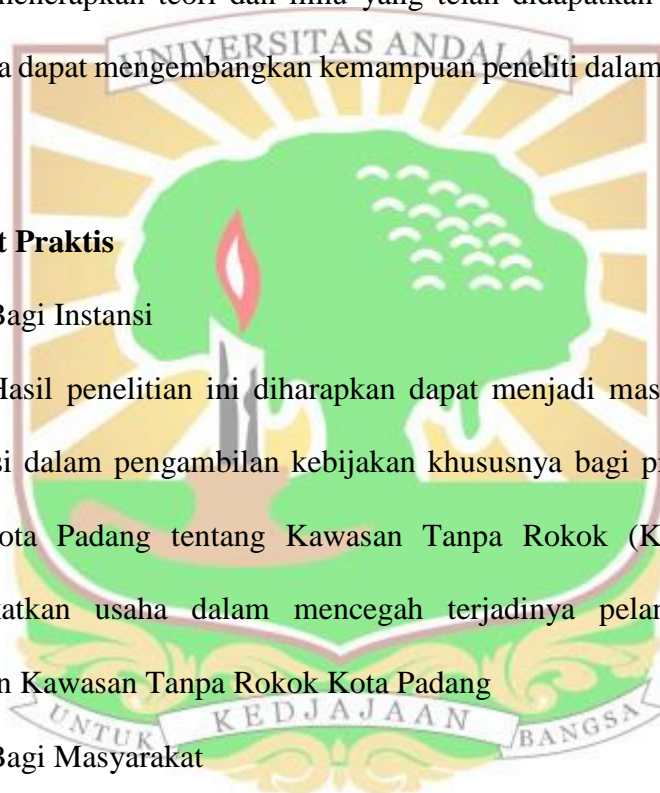 menerapkan teori dan ilmu yang telah didapatkan
UNIVERSITAS ANDALAS
a dapat mengembangkan kemampuan peneliti dalam
t Praktis
Bagi Instansi
Hasil penelitian ini diharapkan dapat menjadi mas
si dalam pengambilan kebijakan khususnya bagi pi
ota Padang tentang Kawasan Tanpa Rokok (K
katkan usaha dalam mencegah terjadinya pelan
n Kawasan Tanpa Rokok Kota Padang
UNTUK KEDJAJAAN BANGSA
Bagi Masyarakat